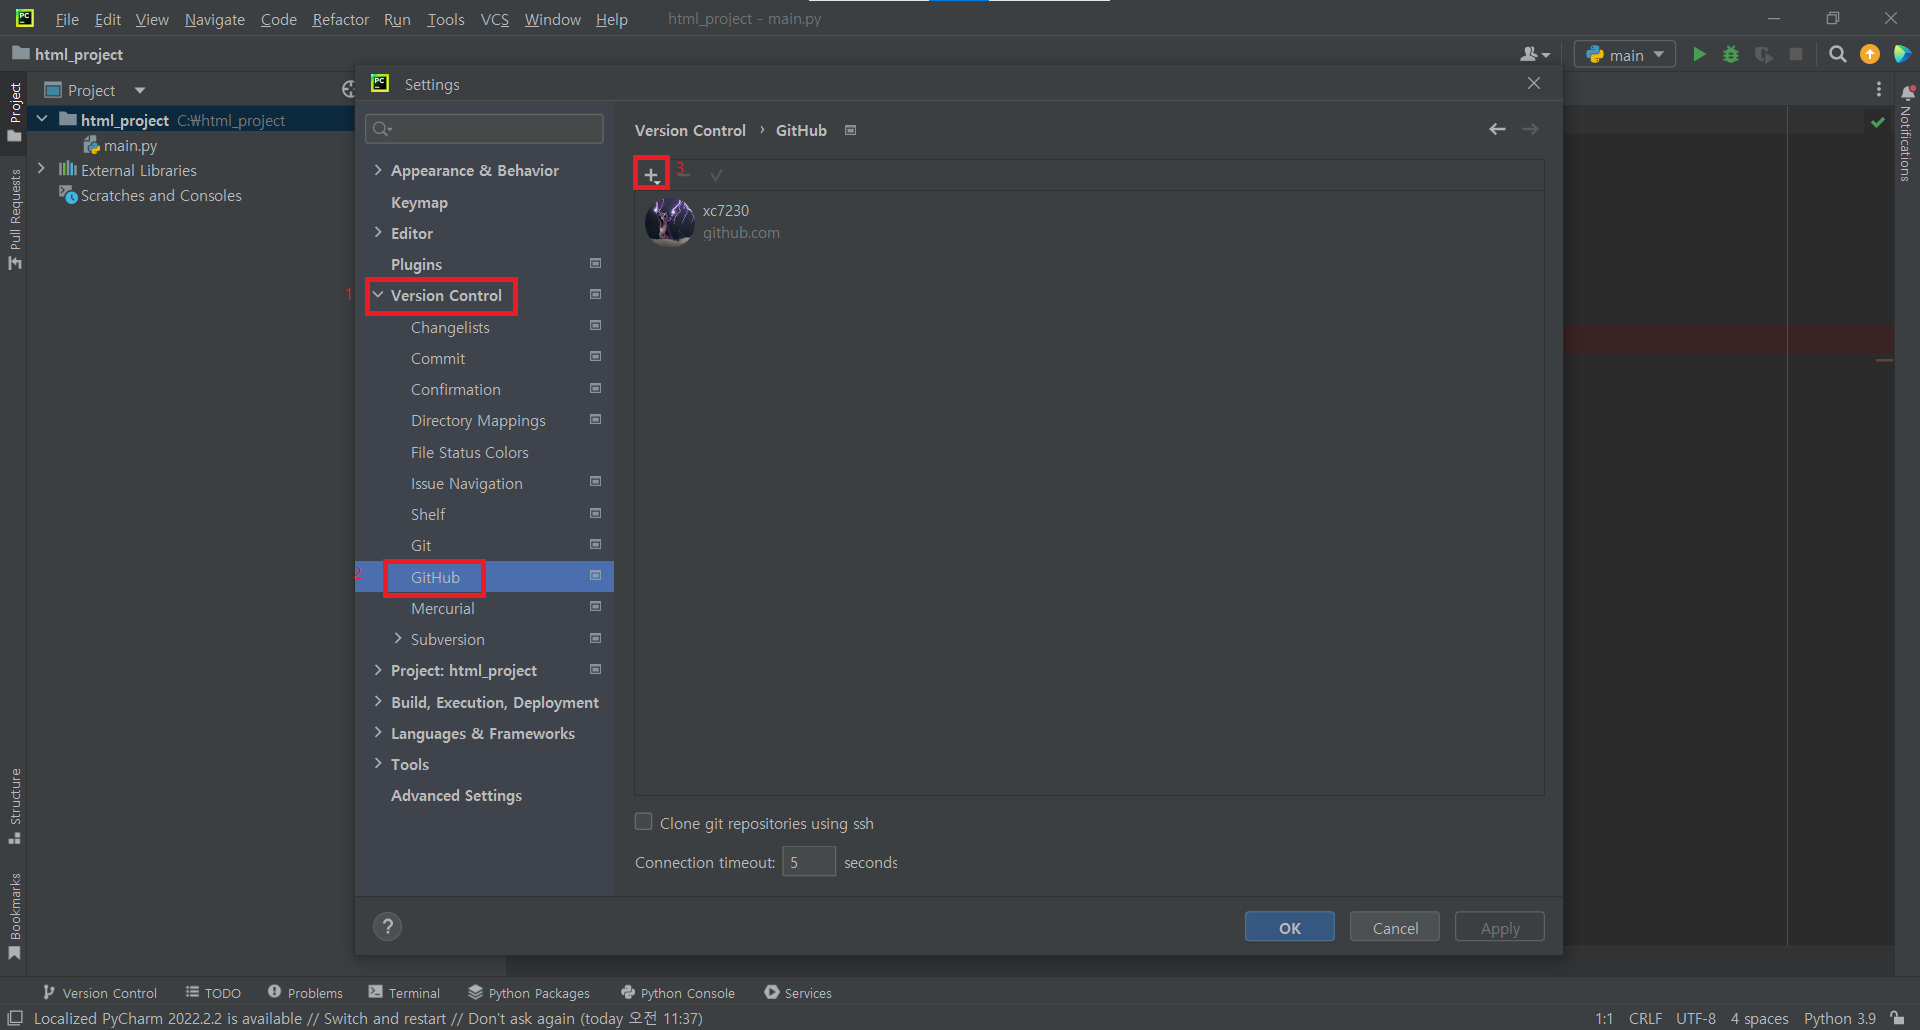 File Edit View Navigate Code Refactor Run Tools VCS Window Help html_project - main.py
html_project
main
Project
Project
html_project C:₩html_project
main.py
External Libraries
Scratches and Consoles
Pull Requests
Structure
Bookmarks
Notifications
Settings
Appearance & Behavior
Keymap
Editor
Plugins
1 Version Control
Changelists
Commit
Confirmation
Directory Mappings
File Status Colors
Issue Navigation
Shelf
Git
2 GitHub
Mercurial
Subversion
Project: html_project
Build, Execution, Deployment
Languages & Frameworks
Tools
Advanced Settings
Version Control › GitHub
3
xc7230
github.com
Clone git repositories using ssh
Connection timeout: 5 seconds
?
OK Cancel Apply
Version Control TODO Problems Terminal Python Packages Python Console Services
Localized PyCharm 2022.2.2 is available // Switch and restart // Don't ask again (today 오전 11:37) 1:1 CRLF UTF-8 4 spaces Python 3.9